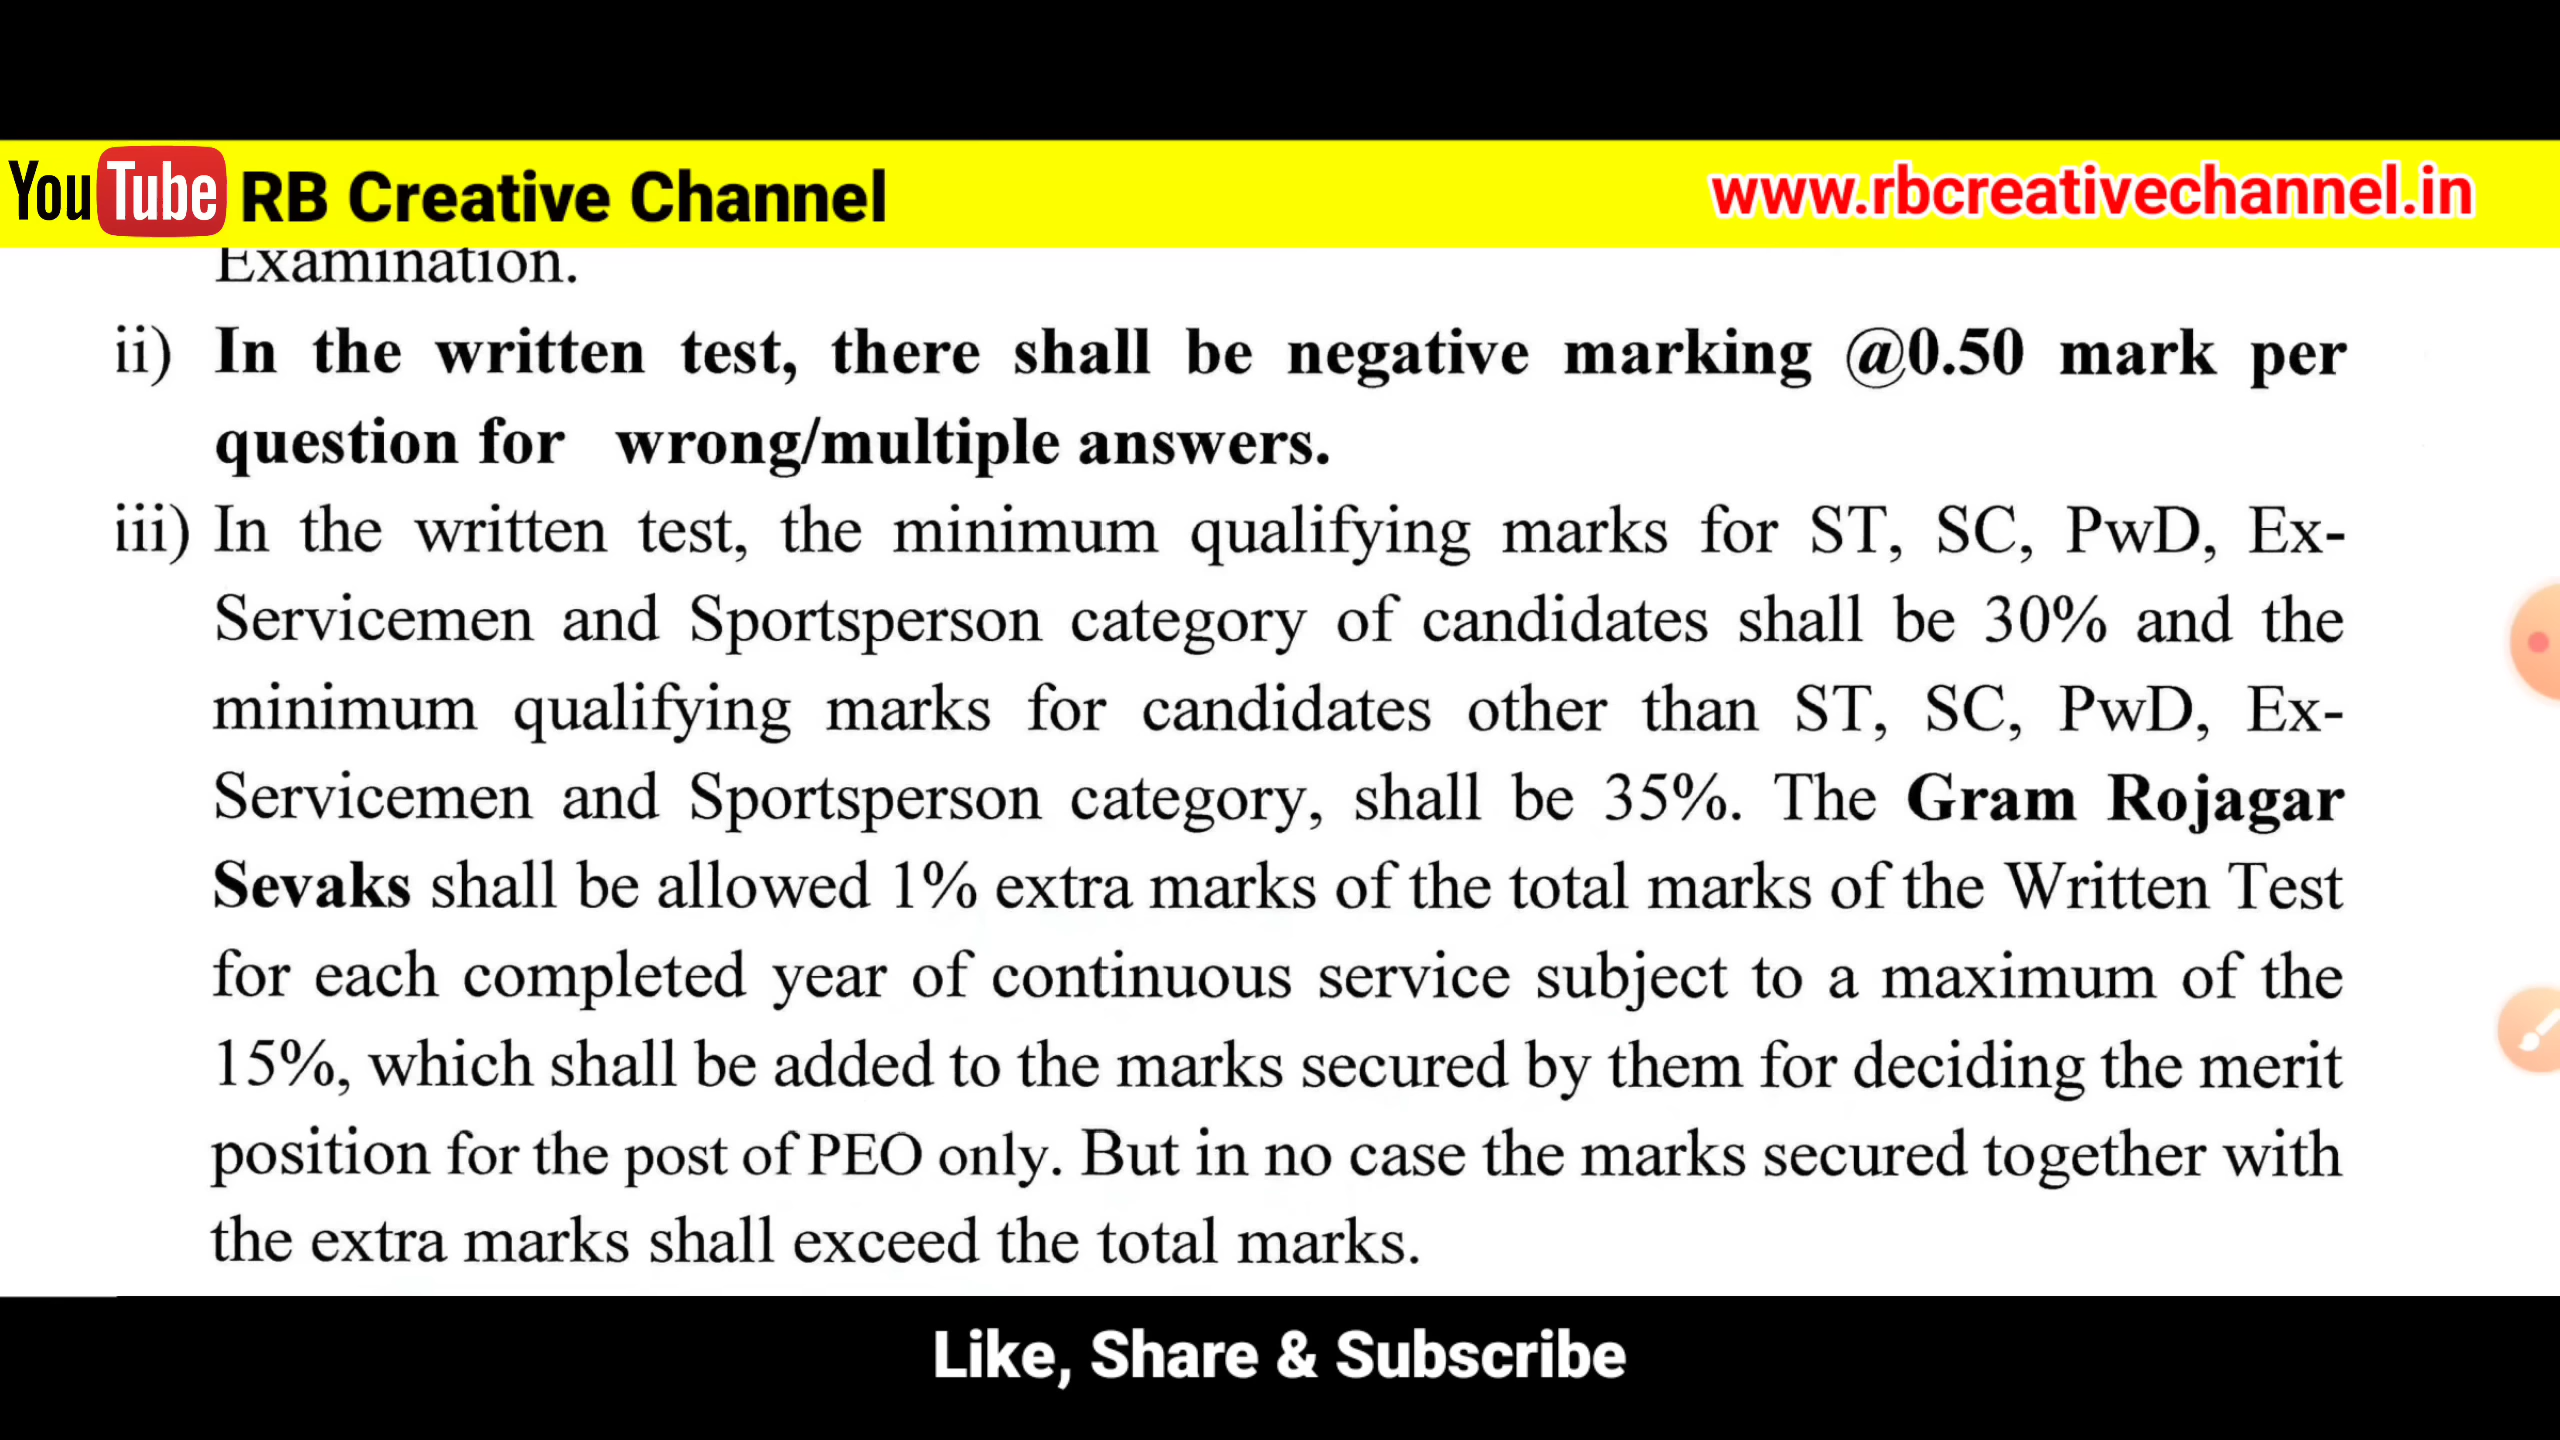 YouTube RB Creative Channel www.rbcreativechannel.in
Examination.
ii) In the written test, there shall be negative marking @0.50 mark per
question for wrong/multiple answers.
iii) In the written test, the minimum qualifying marks for ST, SC, PwD, Ex-
Servicemen and Sportsperson category of candidates shall be 30% and the
minimum qualifying marks for candidates other than ST, SC, PwD, Ex-
Servicemen and Sportsperson category, shall be 35%. The Gram Rojagar
Sevaks shall be allowed 1% extra marks of the total marks of the Written Test
for each completed year of continuous service subject to a maximum of the
15%, which shall be added to the marks secured by them for deciding the merit
position for the post of PEO only. But in no case the marks secured together with
the extra marks shall exceed the total marks.
Like, Share & Subscribe